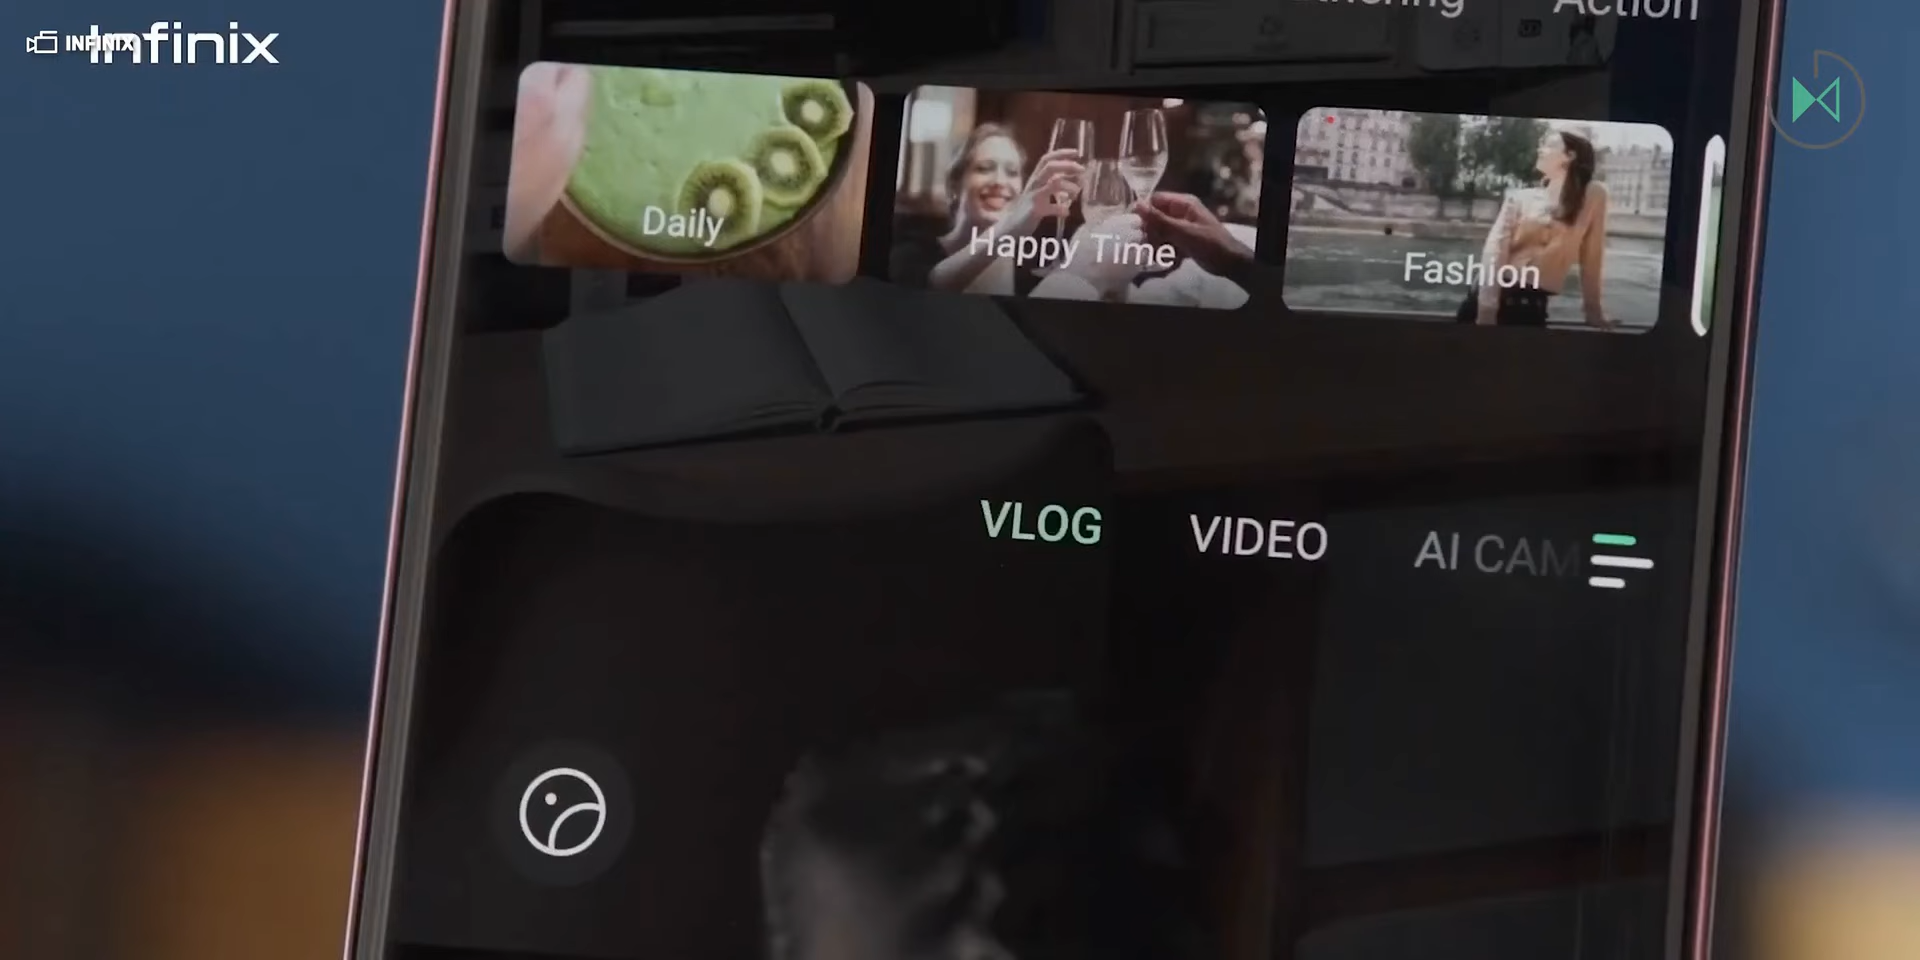 INFINIX
Infinix
Action
Daily
Happy Time
Fashion
VLOG
VIDEO
AI CAM